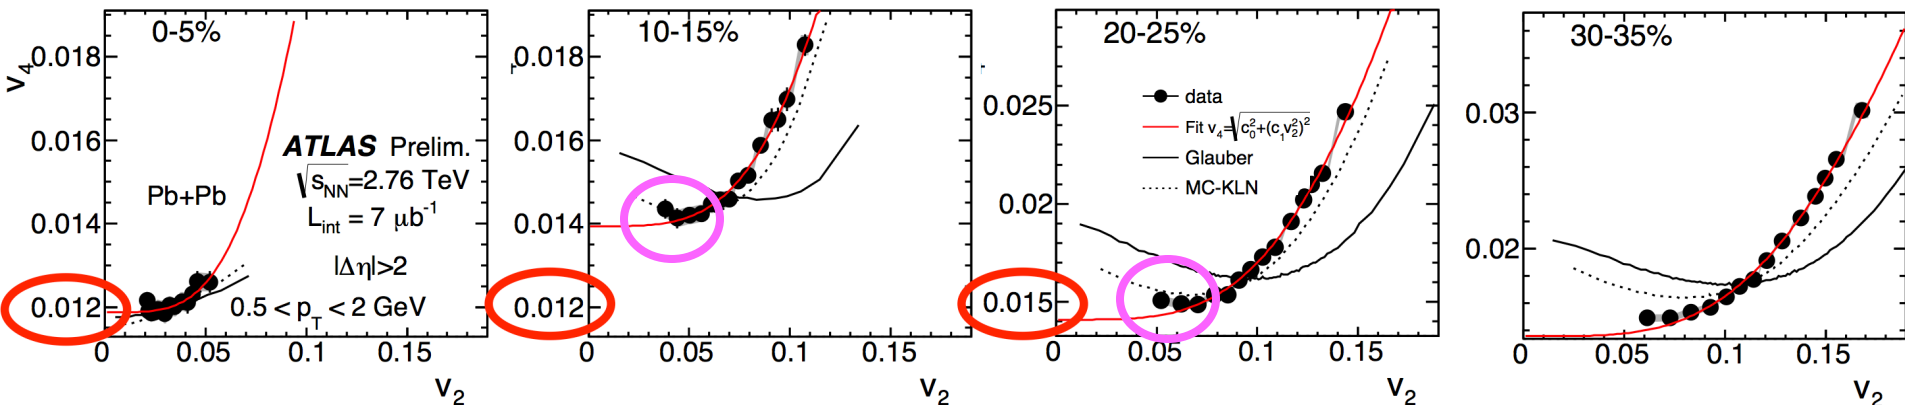 0-5%
v4
0.018
0.016
0.014
0.012
ATLAS Prelim.
√sNN=2.76 TeV
Pb+Pb
Lint = 7 μb-1
|Δη|>2
0.5 < pT < 2 GeV
0 0.05 0.1 0.15
v2
10-15%
0.018
0.016
0.014
0.012
0 0.05 0.1 0.15
v2
20-25%
data
Fit v4=√c0²+(c1v2²)²
Glauber
MC-KLN
0.025
0.02
0.015
0 0.05 0.1 0.15
v2
30-35%
0.03
0.02
0 0.05 0.1 0.15
v2